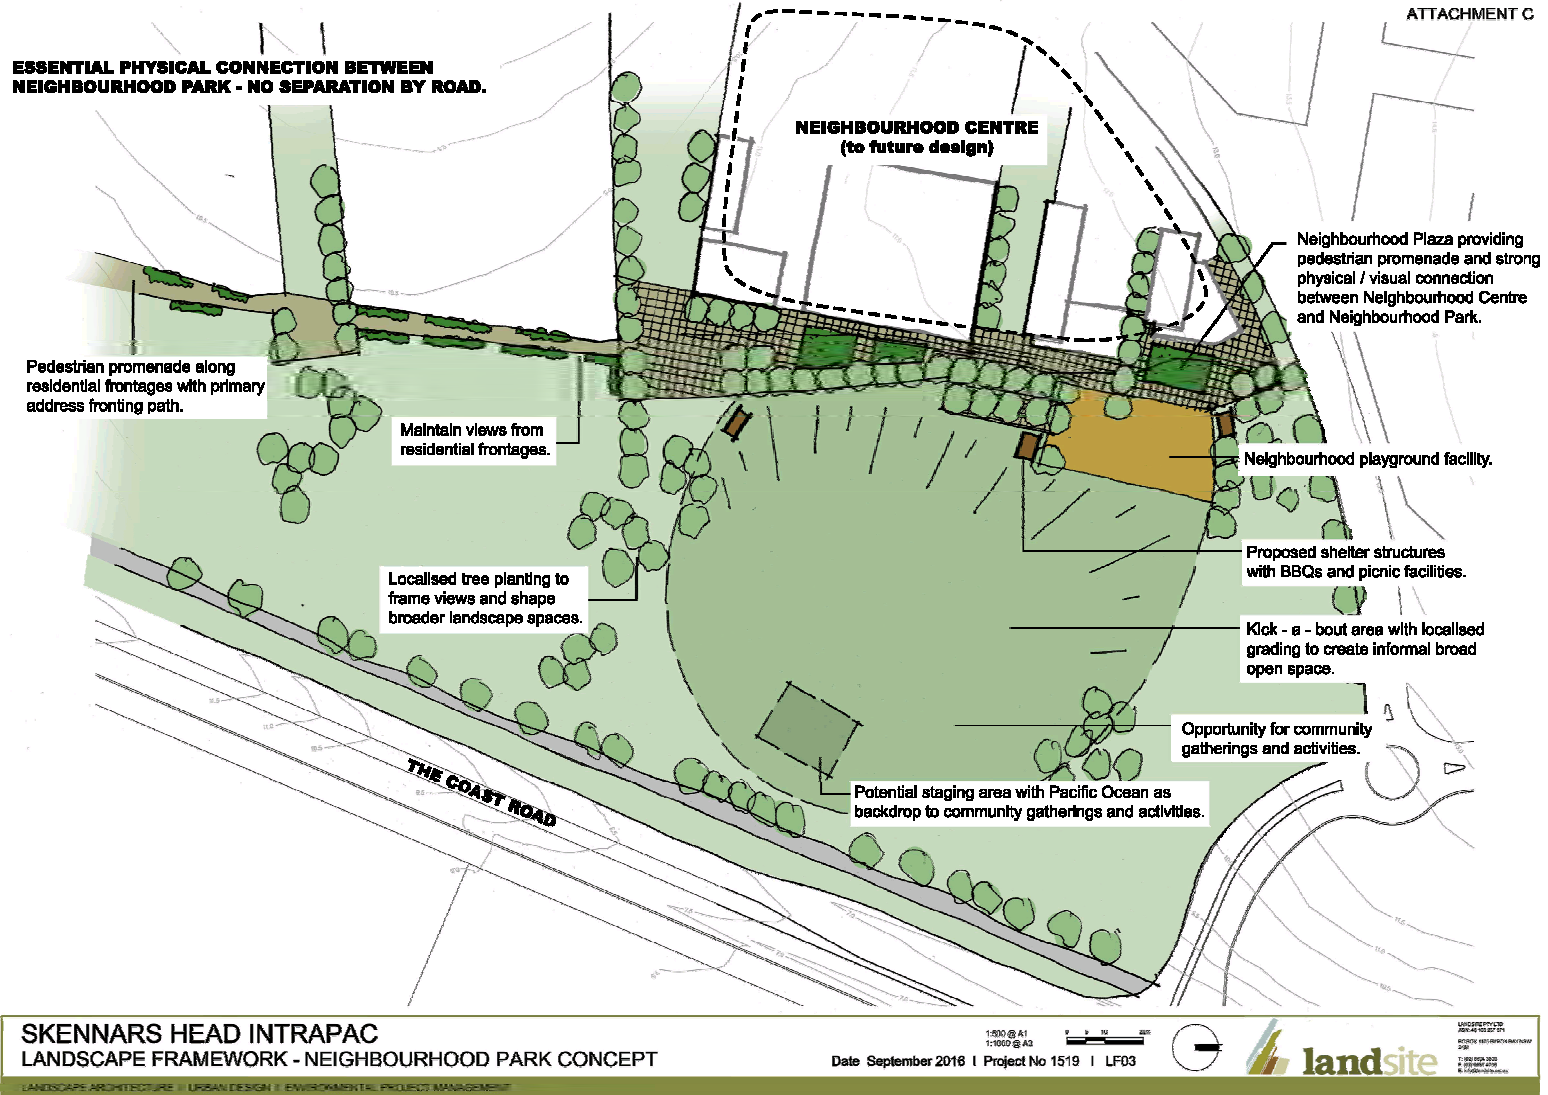 ATTACHMENT C
ESSENTIAL PHYSICAL CONNECTION BETWEEN
NEIGHBOURHOOD PARK - NO SEPARATION BY ROAD.
NEIGHBOURHOOD CENTRE
(to future design)
Neighbourhood Plaza providing
pedestrian promenade and strong
physical / visual connection
between Neighbourhood Centre
and Neighbourhood Park.
Pedestrian promenade along
residential frontages with primary
address fronting path.
Maintain views from
residential frontages.
Neighbourhood playground facility.
Proposed shelter structures
with BBQs and picnic facilities.
Localised tree planting to
frame views and shape
broader landscape spaces.
Kick - a - bout area with localised
grading to create informal broad
open space.
Opportunity for community
gatherings and activities.
Potential staging area with Pacific Ocean as
backdrop to community gatherings and activities.
THE COAST ROAD
SKENNARS HEAD INTRAPAC
LANDSCAPE FRAMEWORK - NEIGHBOURHOOD PARK CONCEPT
LANDSCAPE ARCHITECTURE I URBAN DESIGN I ENVIRONMENTAL PROJECT MANAGEMENT
1:500 @ A1
1:1000 @ A3
Date September 2016 I Project No 1519 I LF03
landsite
LANDSITE PTY LTD